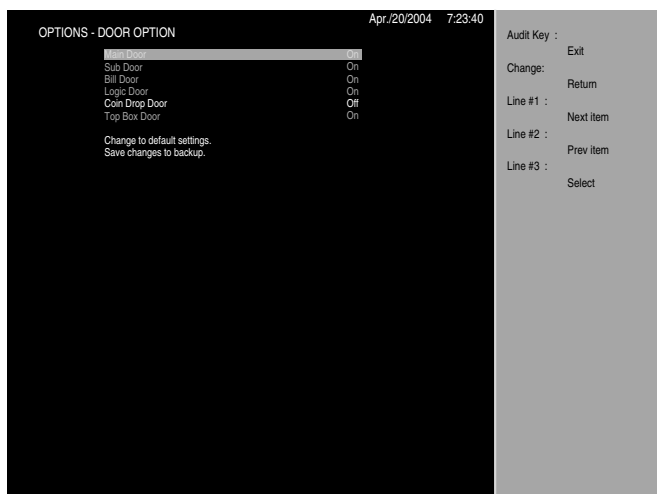 Apr./20/2004 7:23:40
OPTIONS - DOOR OPTION
Main Door On
Sub Door On
Bill Door On
Logic Door On
Coin Drop Door Off
Top Box Door On
Change to default settings.
Save changes to backup.
Audit Key :
Exit
Change:
Return
Line #1 :
Next item
Line #2 :
Prev item
Line #3 :
Select